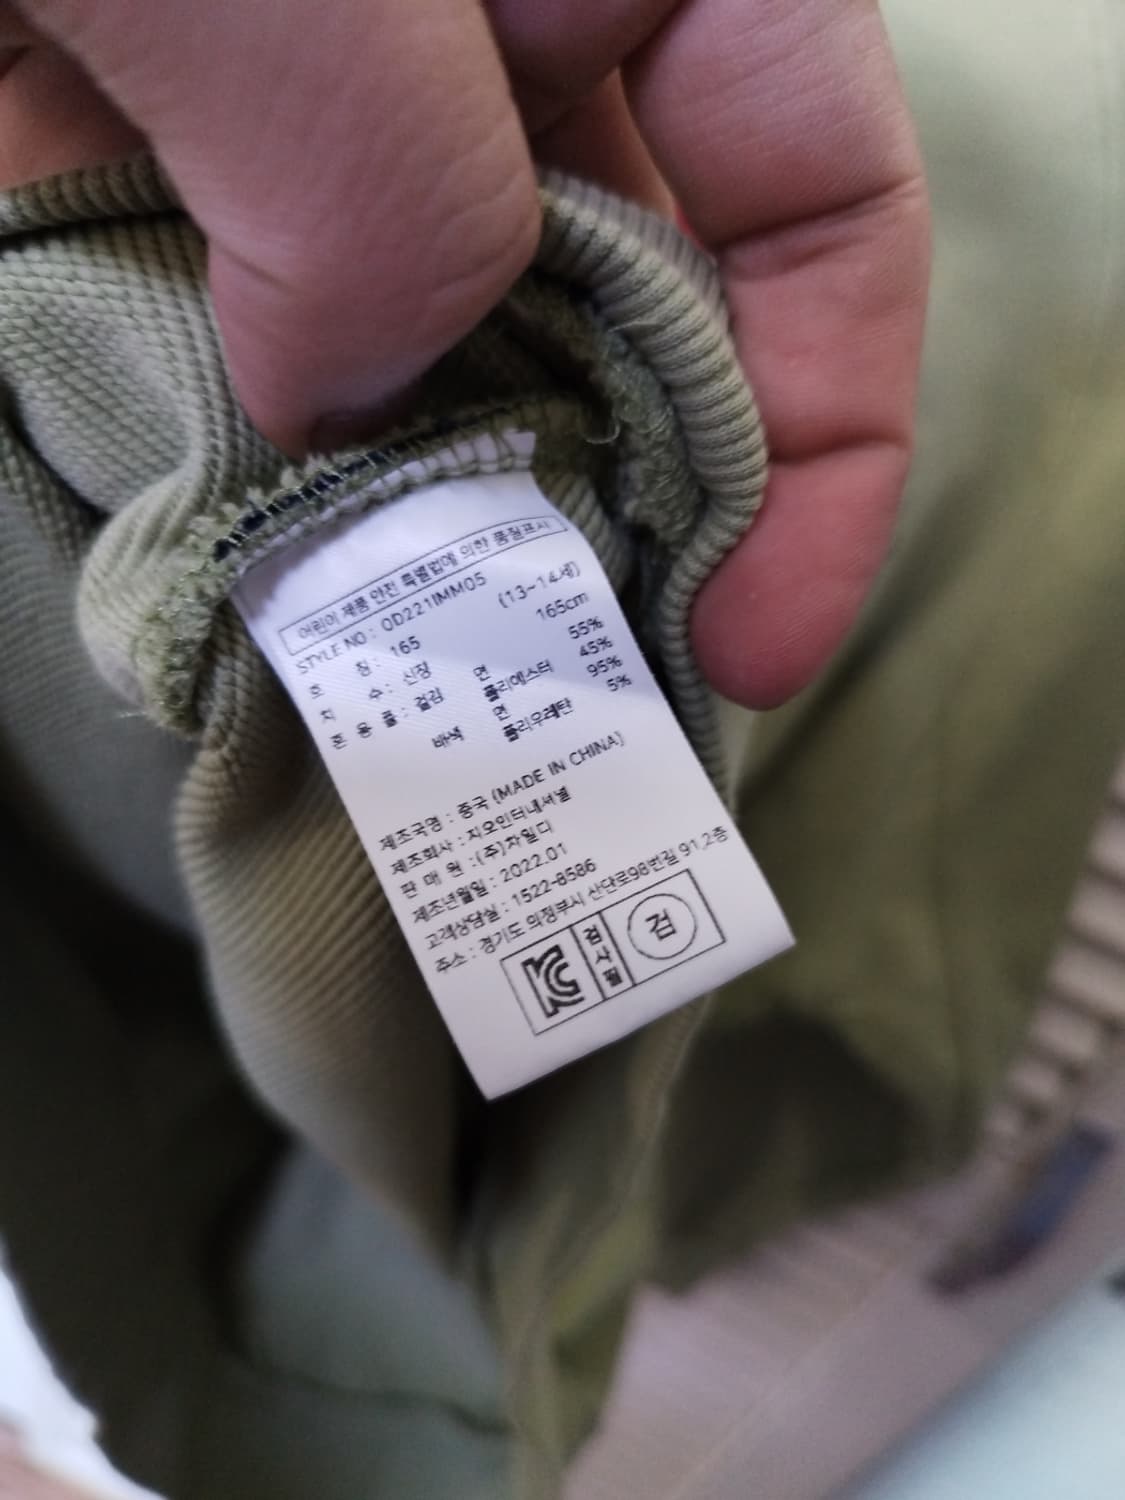 어린이 제품 안전 특별법에 의한 품질표시
STYLE NO : OD221IMM05
호 칭 : 165 (13~14세)
치 수 : 신장 165cm
혼 용 률 : 겉감 면 55%
폴리에스터 45%
배색 면 95%
폴리우레탄 5%
제조국명 : 중국 (MADE IN CHINA)
제조회사 : 지오인터내셔널
판 매 원 : (주)차일디
제조년월일 : 2022.01
고객상담실 : 1522-8586
주소 : 경기도 의정부시 산단로98번길 91,2층
KC 검사필 검